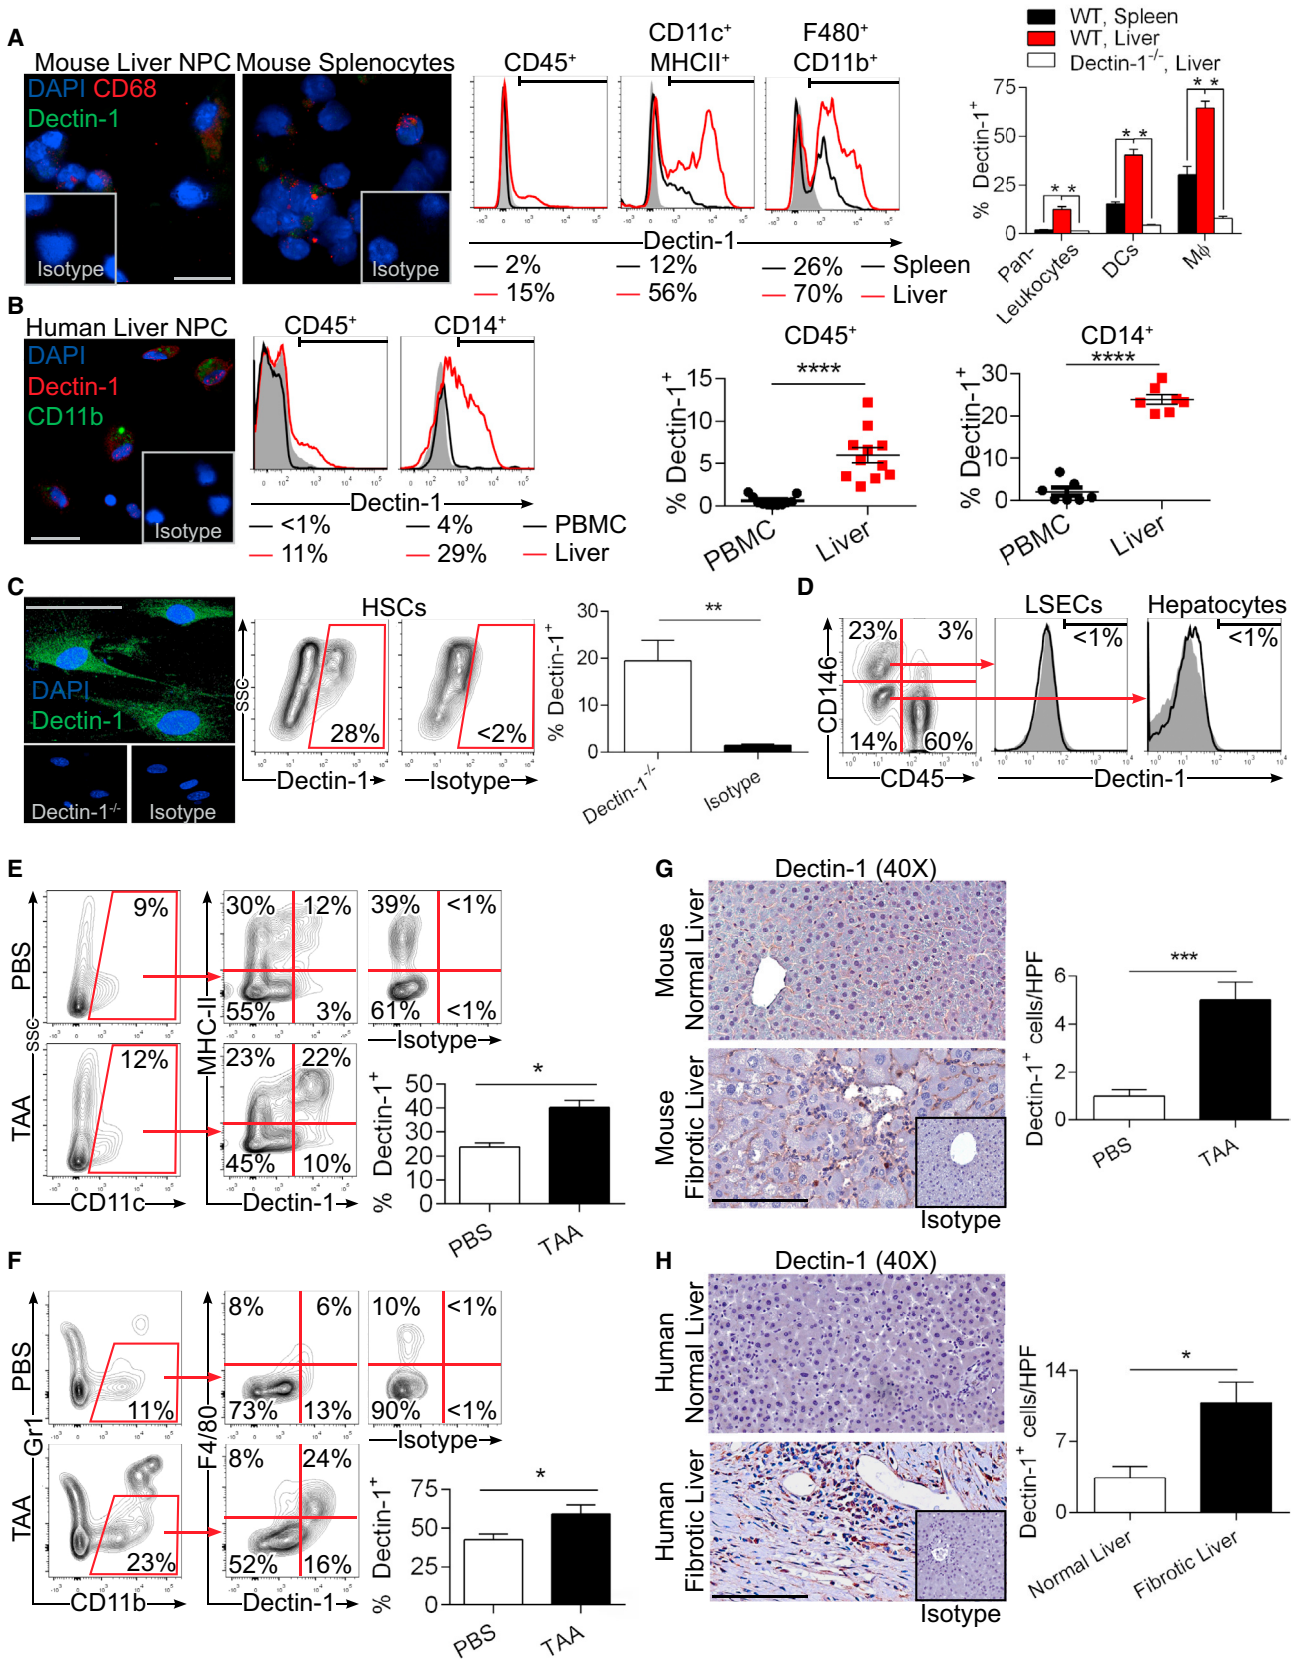 A
Mouse Liver NPC
DAPI CD68
Dectin-1
Isotype
Mouse Splenocytes
Isotype
CD45+
CD11c+
MHCII+
F480+
CD11b+
Dectin-1
2%
15%
12%
56%
26%
70%
Spleen
Liver
WT, Spleen
WT, Liver
Dectin-1-/-, Liver
% Dectin-1+
75
50
25
0
* *
* *
* *
Pan-
Leukocytes
DCs
Mϕ
B
Human Liver NPC
DAPI
Dectin-1
CD11b
Isotype
CD45+
CD14+
Dectin-1
<1%
11%
4%
29%
PBMC
Liver
CD45+
****
% Dectin-1+
15
10
5
0
PBMC
Liver
CD14+
****
% Dectin-1+
30
20
10
0
PBMC
Liver
C
DAPI
Dectin-1
Dectin-1-/-
Isotype
HSCs
SSC
28%
<2%
Dectin-1
Isotype
% Dectin-1+
30
20
10
0
**
Dectin-1-/-
Isotype
D
CD146
23%
3%
14%
60%
CD45
LSECs
<1%
Hepatocytes
<1%
Dectin-1
E
PBS
TAA
SSC
9%
12%
CD11c
MHC-II
30%
12%
55%
3%
39%
<1%
61%
<1%
Isotype
23%
22%
45%
10%
Dectin-1
% Dectin-1+
50
40
30
20
10
0
*
PBS
TAA
F
PBS
TAA
Gr1
11%
23%
CD11b
F4/80
8%
6%
73%
13%
10%
<1%
90%
<1%
Isotype
8%
24%
52%
16%
Dectin-1
% Dectin-1+
75
50
25
0
*
PBS
TAA
G
Dectin-1 (40X)
Mouse
Normal Liver
Mouse
Fibrotic Liver
Isotype
Dectin-1+ cells/HPF
6
4
2
0
***
PBS
TAA
H
Dectin-1 (40X)
Human
Normal Liver
Human
Fibrotic Liver
Isotype
Dectin-1+ cells/HPF
14
7
0
*
Normal Liver
Fibrotic Liver